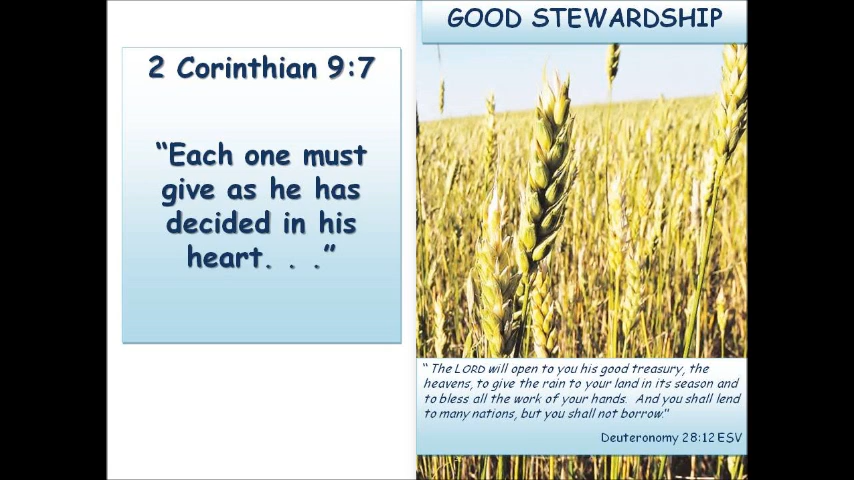 2 Corinthian 9:7
“Each one must
give as he has
decided in his
heart. . .”
GOOD STEWARDSHIP
“ The LORD will open to you his good treasury, the
heavens, to give the rain to your land in its season and
to bless all the work of your hands. And you shall lend
to many nations, but you shall not borrow.”
Deuteronomy 28:12 ESV